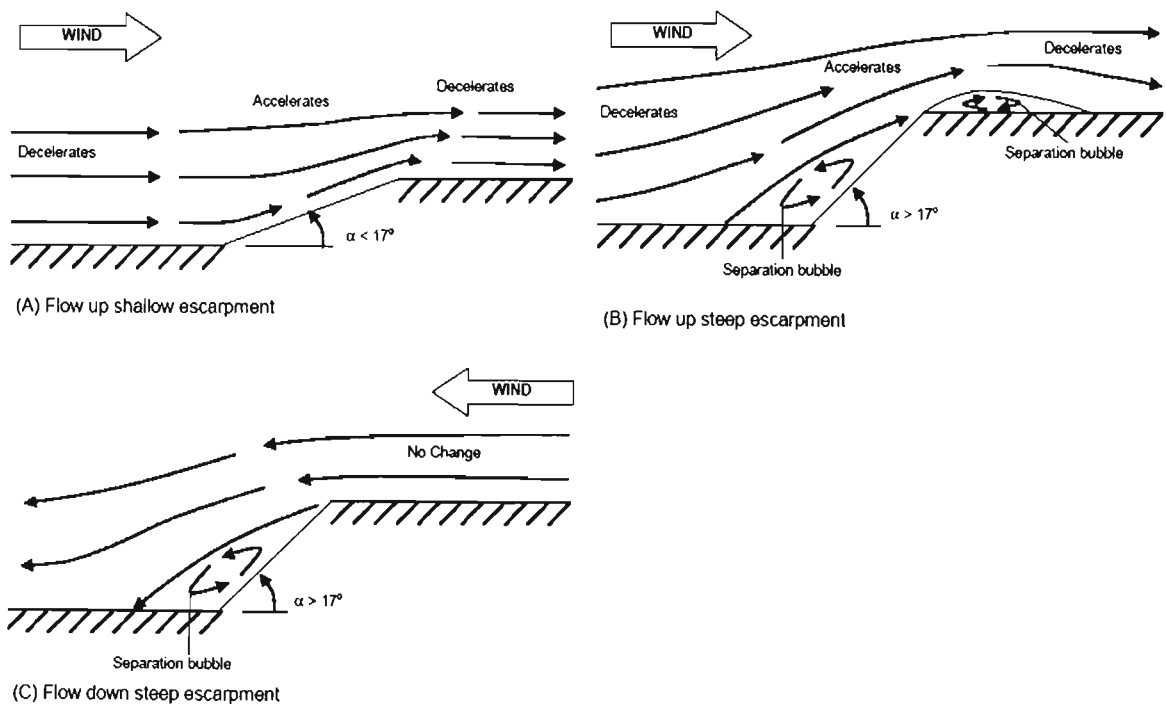 WIND
Decelerates
Accelerates
Decelerates
α < 17°
(A) Flow up shallow escarpment
WIND
Decelerates
Accelerates
Decelerates
Separation bubble
α > 17°
Separation bubble
(B) Flow up steep escarpment
WIND
No Change
α > 17°
Separation bubble
(C) Flow down steep escarpment